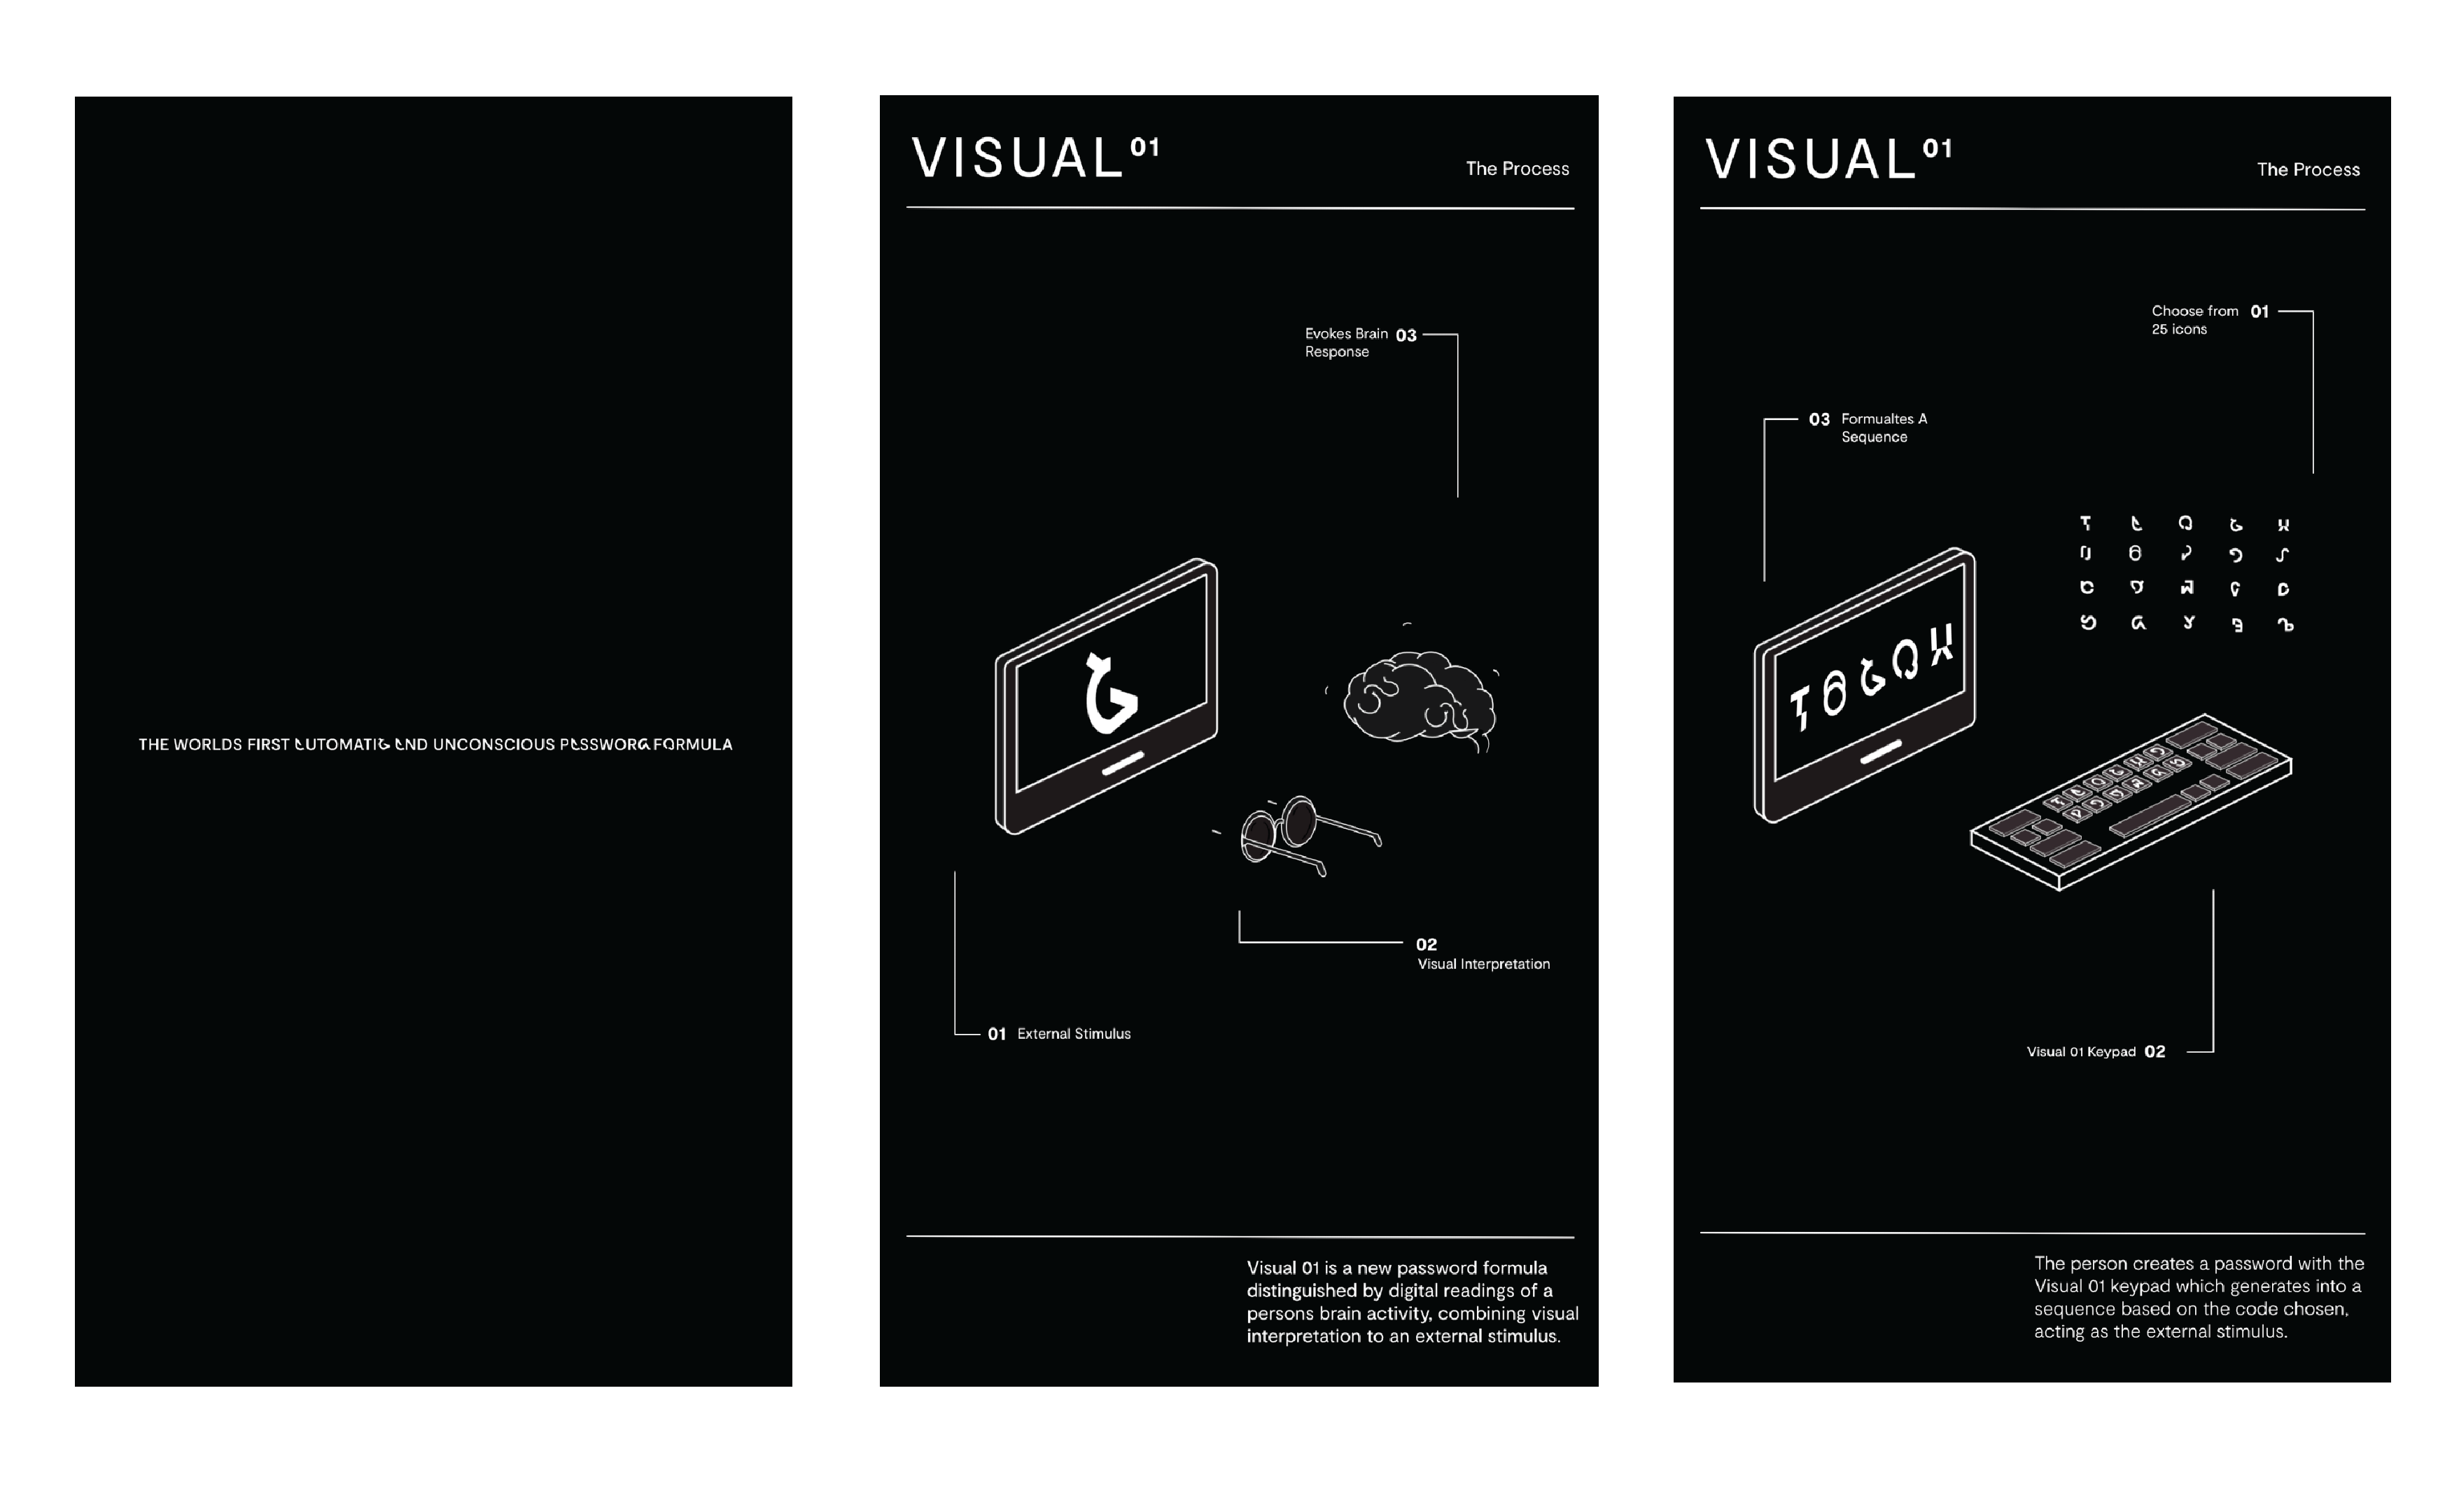 THE WORLDS FIRST AUTOMATIC AND UNCONSCIOUS PASSWORD FORMULA
VISUAL⁰¹
The Process
Evokes Brain 03
Response
02
Visual Interpretation
01 External Stimulus
Visual 01 is a new password formula
distinguished by digital readings of a
persons brain activity, combining visual
interpretation to an external stimulus.
VISUAL⁰¹
The Process
Choose from 01
25 icons
03 Formualtes A
Sequence
Visual 01 Keypad 02
The person creates a password with the
Visual 01 keypad which generates into a
sequence based on the code chosen,
acting as the external stimulus.